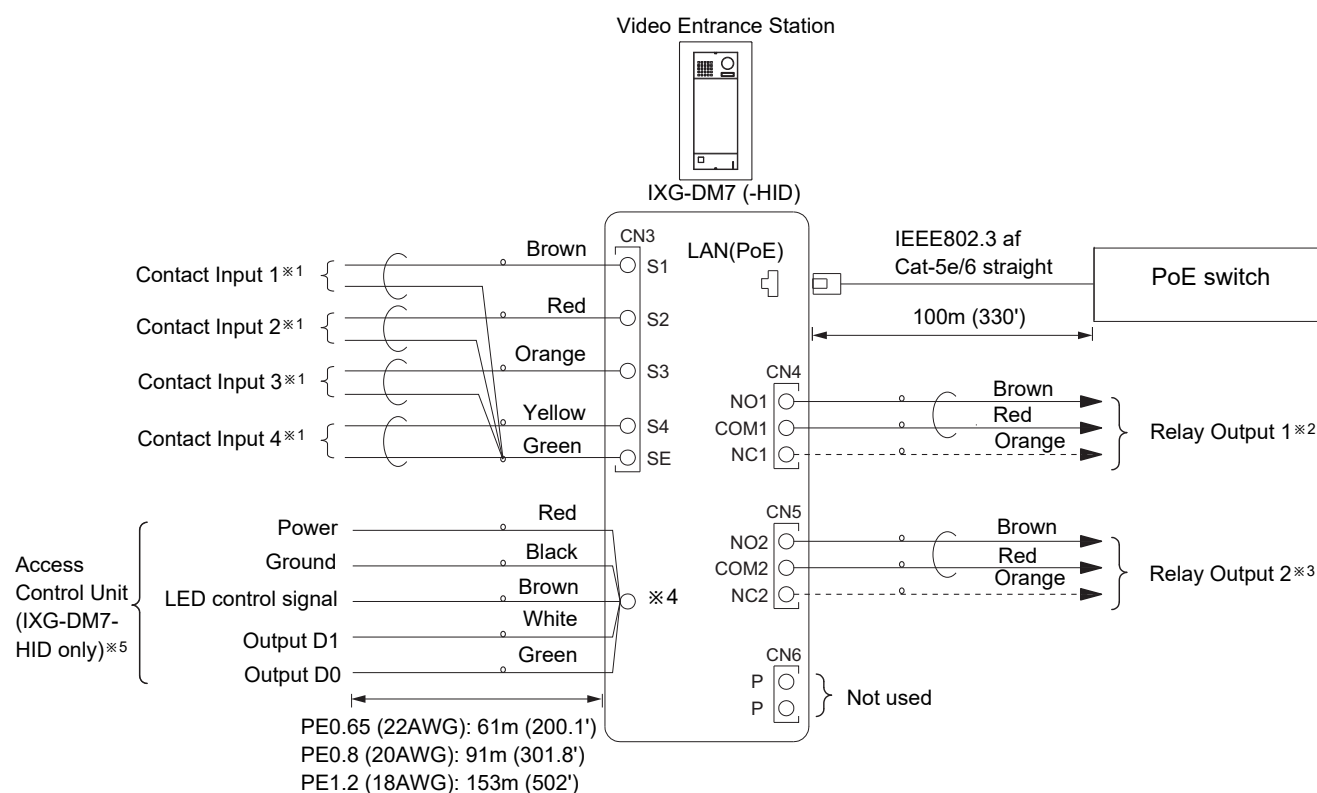 Video Entrance Station
IXG-DM7 (-HID)
CN3
Brown
S1
Contact Input 1※1
Red
S2
Contact Input 2※1
Orange
S3
Contact Input 3※1
Yellow
S4
Contact Input 4※1
Green
SE
LAN(PoE)
IEEE802.3 af
Cat-5e/6 straight
PoE switch
100m (330')
CN4
NO1
Brown
COM1
Red
NC1
Orange
Relay Output 1※2
CN5
NO2
Brown
COM2
Red
NC2
Orange
Relay Output 2※3
CN6
P
P
Not used
Access
Control Unit
(IXG-DM7-
HID only)※5
Power
Red
Ground
Black
LED control signal
Brown
※4
Output D1
White
Output D0
Green
PE0.65 (22AWG): 61m (200.1')
PE0.8 (20AWG): 91m (301.8')
PE1.2 (18AWG): 153m (502')